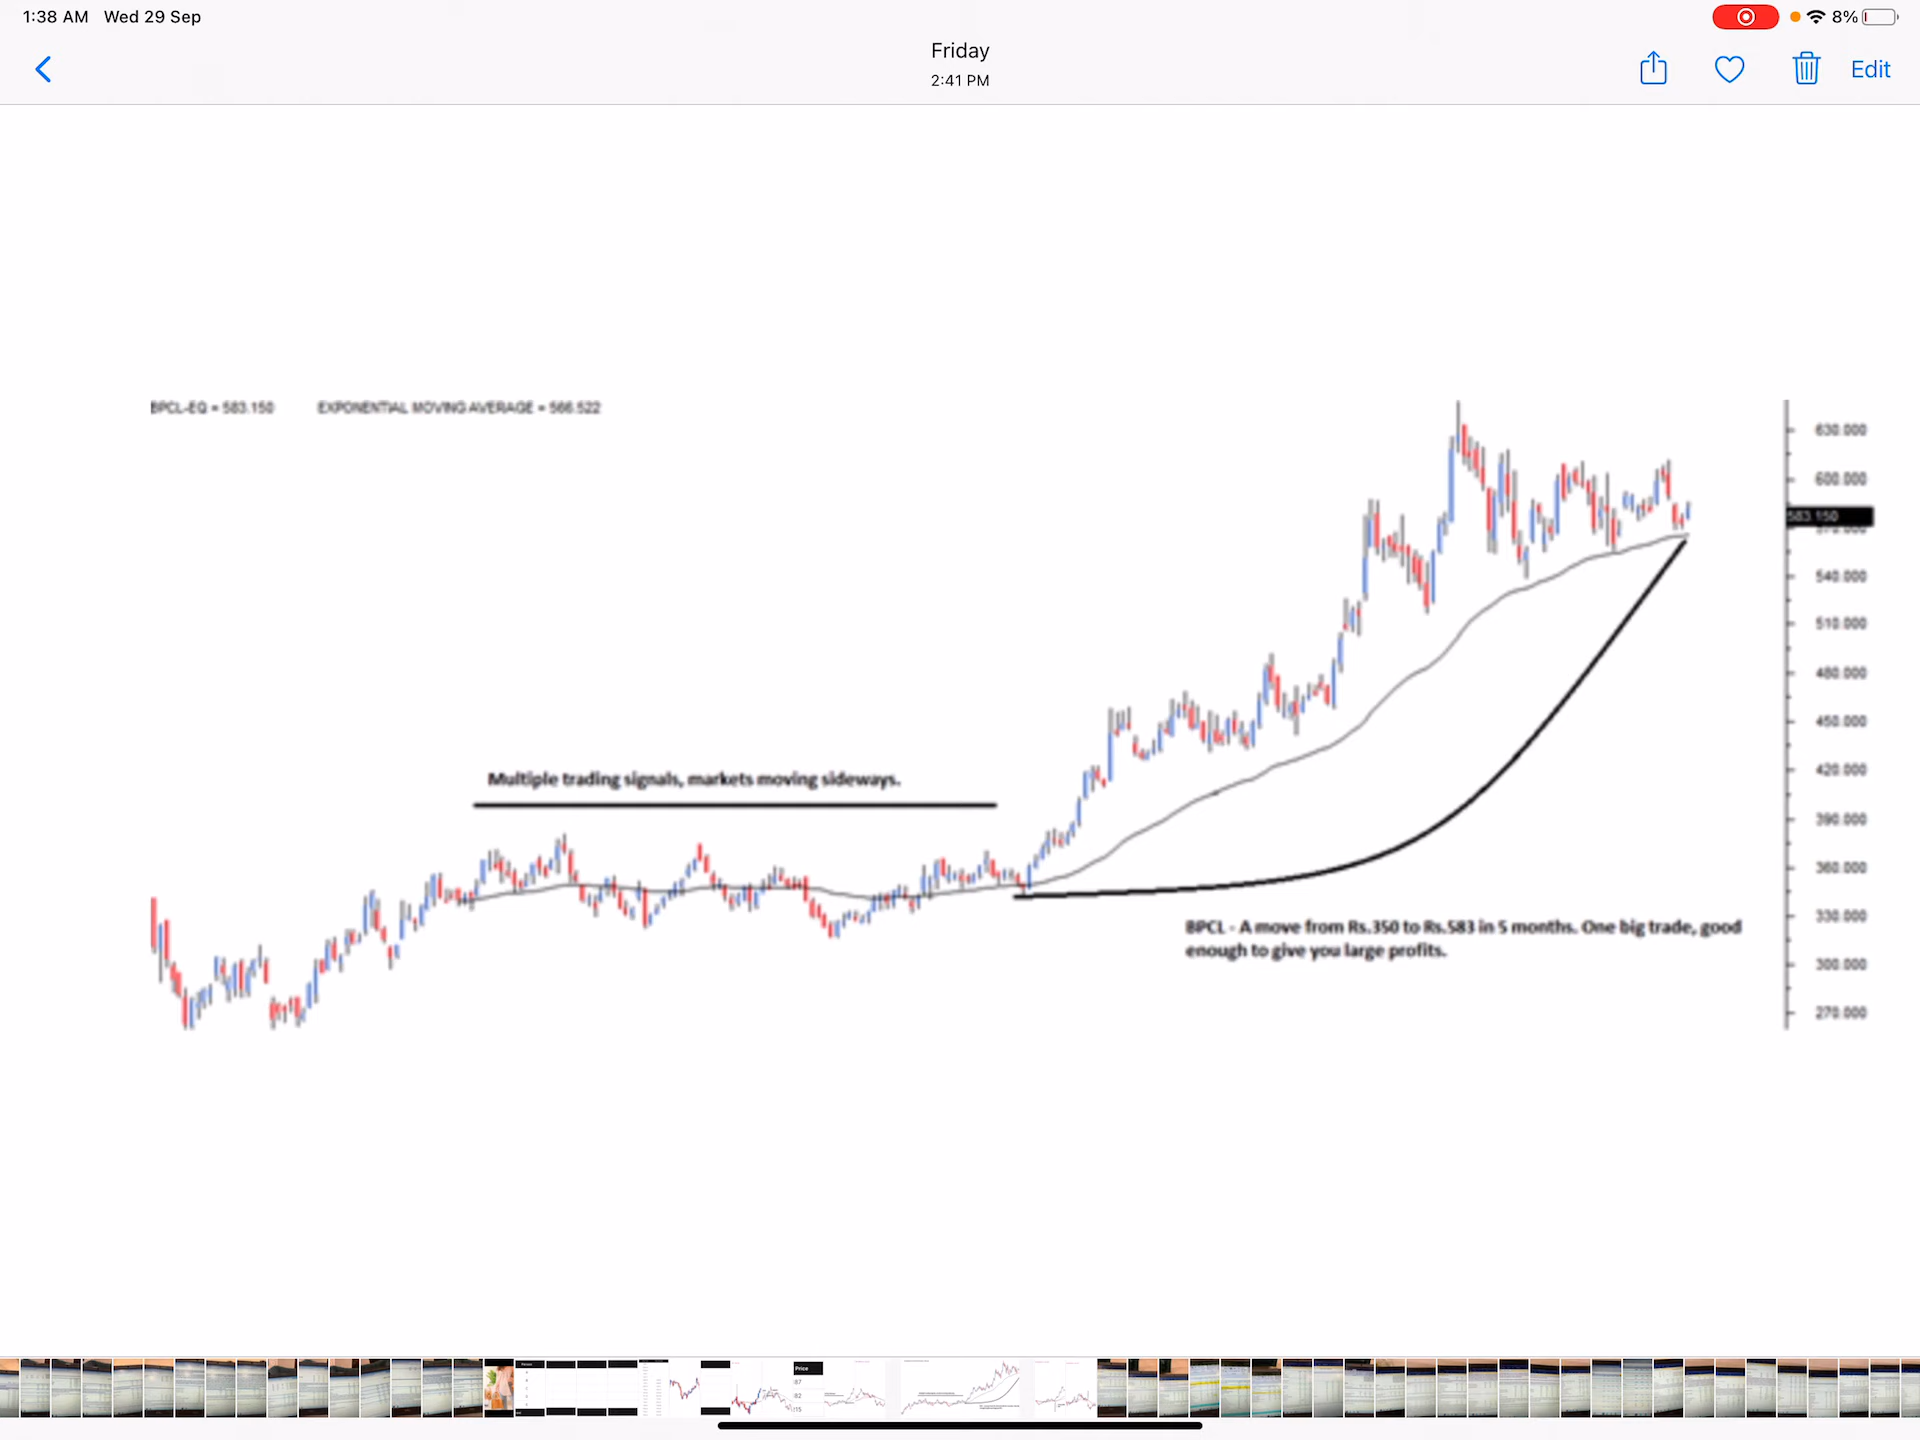 1:38 AM Wed 29 Sep
8%
Friday
2:41 PM
Edit
BPCL-EQ = 583.150 EXPONENTIAL MOVING AVERAGE = 566.522
630.000
600.000
583.150
570.000
540.000
510.000
480.000
450.000
Multiple trading signals, markets moving sideways.
420.000
390.000
360.000
330.000
BPCL - A move from Rs.350 to Rs.583 in 5 months. One big trade, good
enough to give you large profits.
300.000
270.000
Price